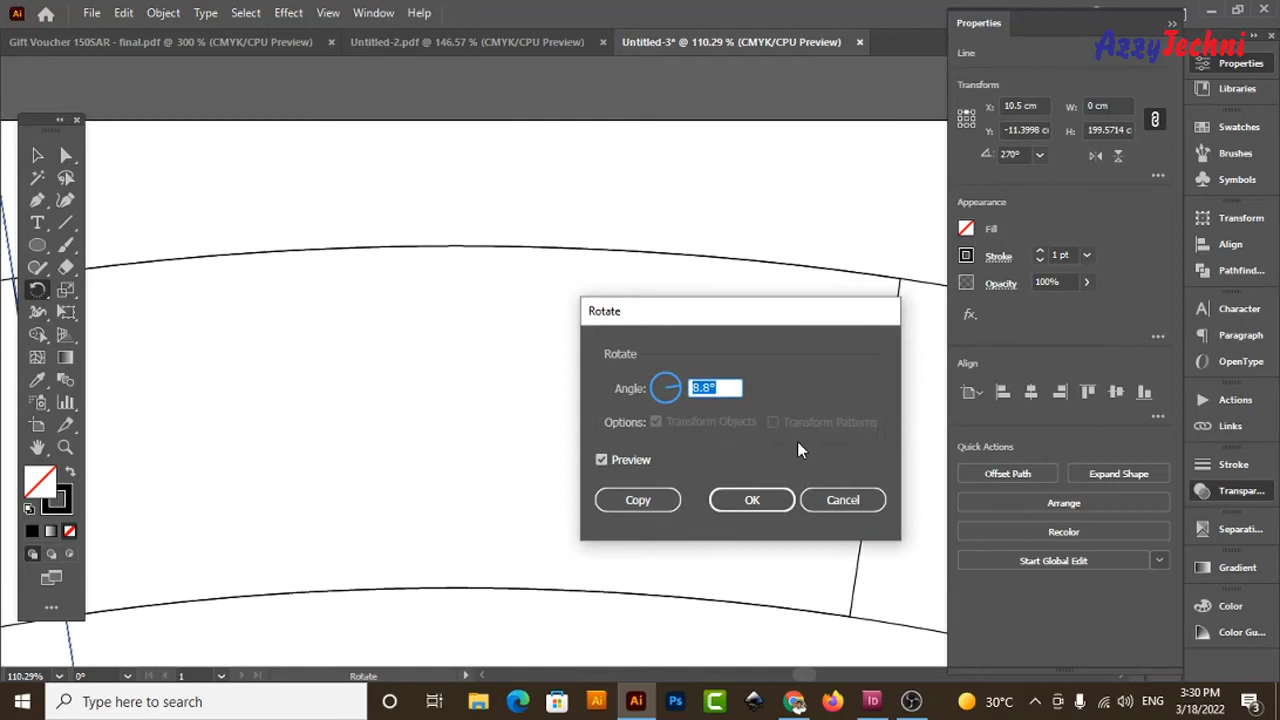 Ai File Edit Object Type Select Effect View Window Help
Gift Voucher 150SAR - final.pdf @ 300 % (CMYK/CPU Preview) × Untitled-2.pdf @ 146.57 % (CMYK/CPU Preview) × Untitled-3* @ 110.29 % (CMYK/CPU Preview) ×
AzzyTechni
Properties
Line
Transform
X: 10.5 cm W: 0 cm
Y: -11.3998 c H: 199.5714 c
270°
Appearance
Fill
Stroke 1 pt
Opacity 100%
fx.
Align
Quick Actions
Offset Path Expand Shape
Arrange
Recolor
Start Global Edit
Properties
Libraries
Swatches
Brushes
Symbols
Transform
Align
Pathfind...
Character
Paragraph
OpenType
Actions
Links
Stroke
Transpar...
Separati...
Gradient
Color
Color Gu...
Rotate
Rotate
Angle: 8.8°
Options: Transform Objects Transform Patterns
Preview
Copy OK Cancel
110.29% 0° 1 Rotate
Type here to search
Ai Ps C Id 30°C ENG 3:30 PM
3/18/2022 3